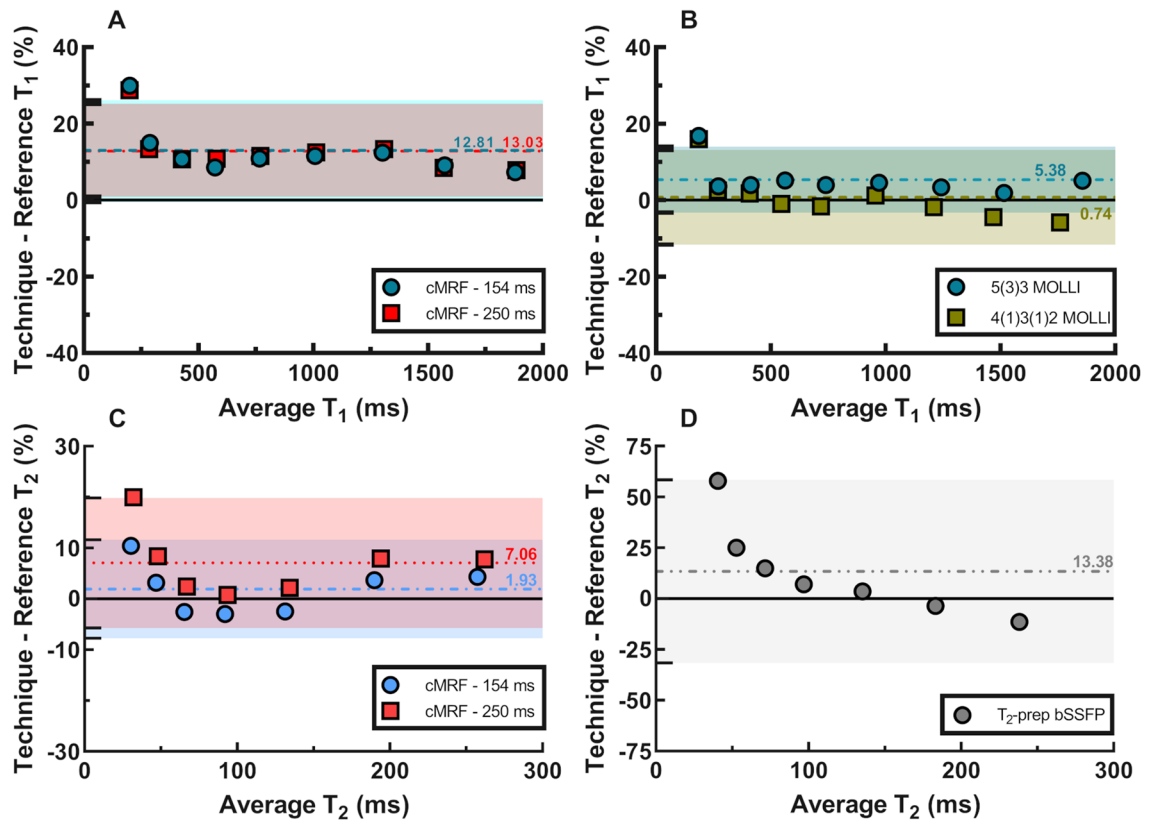 A
Technique - Reference T1 (%)
40
20
0
-20
-40
12.81 13.03
cMRF - 154 ms
cMRF - 250 ms
0 500 1000 1500 2000
Average T1 (ms)
B
Technique - Reference T1 (%)
40
20
0
-20
-40
5.38
0.74
5(3)3 MOLLI
4(1)3(1)2 MOLLI
0 500 1000 1500 2000
Average T1 (ms)
C
Technique - Reference T2 (%)
30
10
0
-10
-30
7.06
1.93
cMRF - 154 ms
cMRF - 250 ms
0 100 200 300
Average T2 (ms)
D
Technique - Reference T2 (%)
75
50
25
0
-25
-50
-75
13.38
T2-prep bSSFP
0 100 200 300
Average T2 (ms)